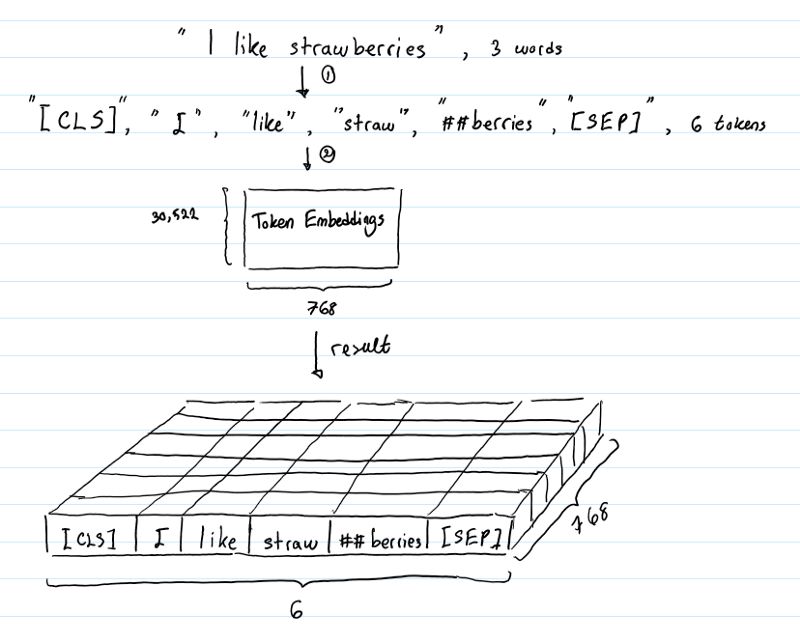 " I like strawberries" , 3 words
①
"[CLS]", " I " , "like" , "straw", "##berries" , "[SEP]" , 6 tokens
②
30,522
Token Embeddings
768
result
[CLS] I like straw ##berries [SEP]
768
6